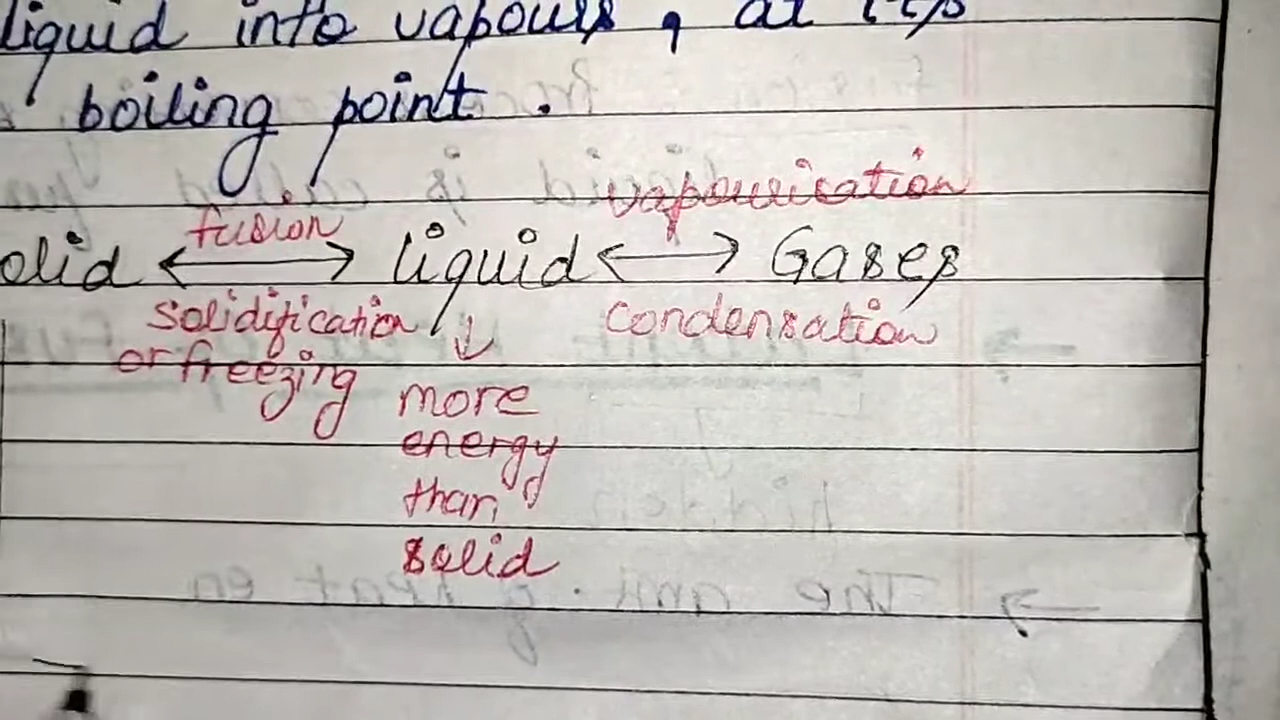 liquid into vapours, at its
boiling point.
fusion vapourication
olid ⟷ liquid ⟷ Gases
solidification ↓ condensation
or freezing
more
energy
than
solid